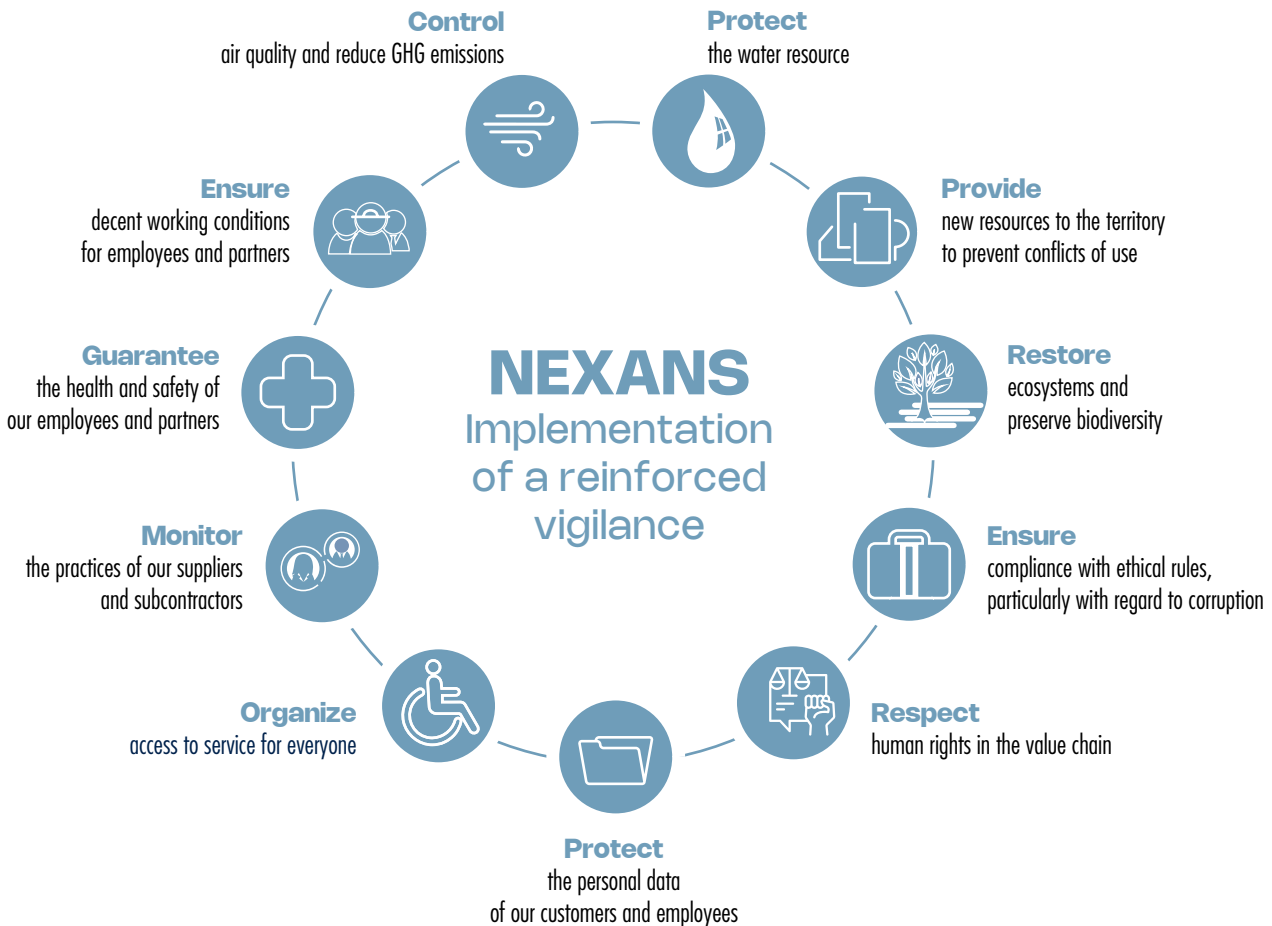 Control
air quality and reduce GHG emissions
Protect
the water resource
Provide
new resources to the territory
to prevent conflicts of use
Restore
ecosystems and
preserve biodiversity
Ensure
compliance with ethical rules,
particularly with regard to corruption
Respect
human rights in the value chain
Protect
the personal data
of our customers and employees
Organize
access to service for everyone
Monitor
the practices of our suppliers
and subcontractors
Guarantee
the health and safety of
our employees and partners
Ensure
decent working conditions
for employees and partners
NEXANS
Implementation
of a reinforced
vigilance